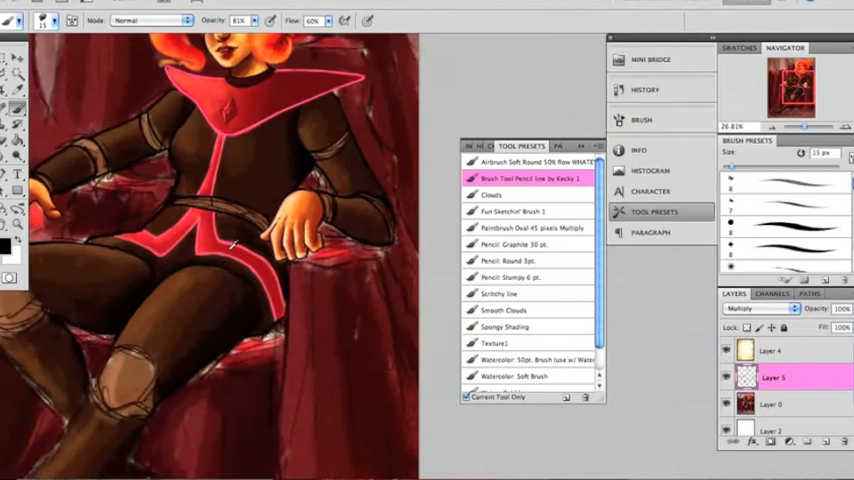 15
Mode: Normal
Opacity: 81%
Flow: 60%
MINI BRIDGE
HISTORY
BRUSH
INFO
HISTOGRAM
CHARACTER
TOOL PRESETS
PARAGRAPH
TOOL PRESETS
Airbrush Soft Round 50% flow WHATE
Brush Tool Pencil line by Kecky 1
Clouds
Fun Sketchin' Brush 1
Paintbrush Oval 45 pixels Multiply
Pencil: Graphite 30 pt.
Pencil: Round 3pt.
Pencil: Stumpy 6 pt.
Scritchy line
Smooth Clouds
Spongy Shading
Texture1
Watercolor: 50pt. Brush (use w/ Water
Watercolor: Soft Brush
Current Tool Only
SWATCHES NAVIGATOR
26.81%
BRUSH PRESETS
Size: 15 px
8
7
8
8
LAYERS CHANNELS PATHS
Multiply Opacity: 100%
Lock: Fill: 100%
Layer 4
Layer 5
Layer 0
Layer 2